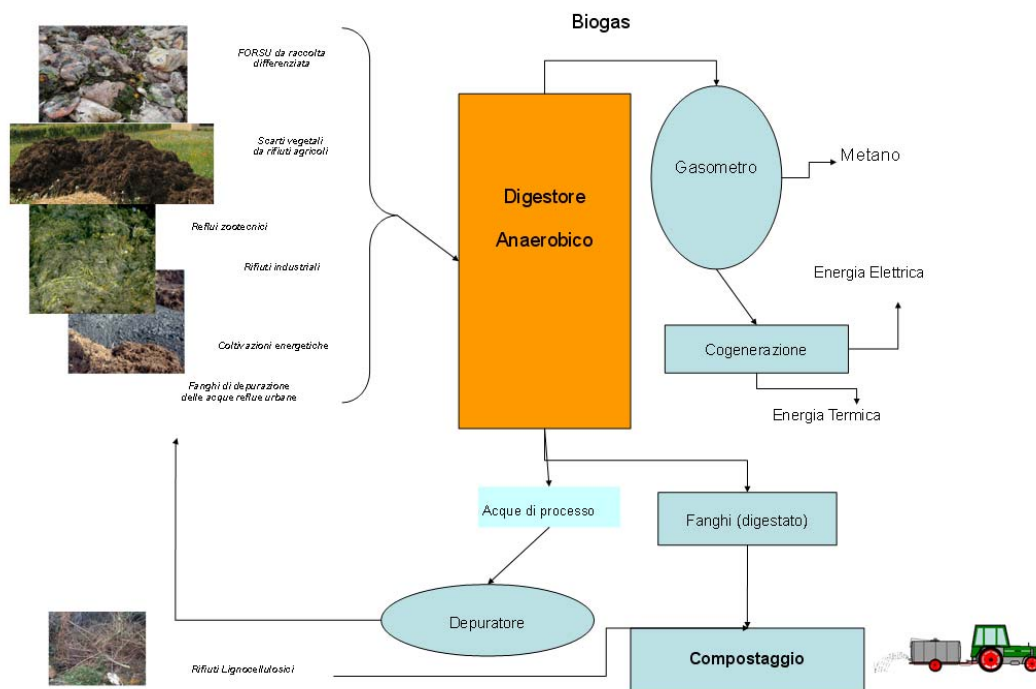 Biogas
FORSU da raccolta
differenziata
Scarti vegetali
da rifiuti agricoli
Reflui zootecnici
Rifiuti industriali
Coltivazioni energetiche
Fanghi di depurazione
delle acque reflue urbane
Digestore
Anaerobico
Gasometro
Metano
Energia Elettrica
Cogenerazione
Energia Termica
Acque di processo
Fanghi (digestato)
Depuratore
Rifiuti Lignocellulosici
Compostaggio